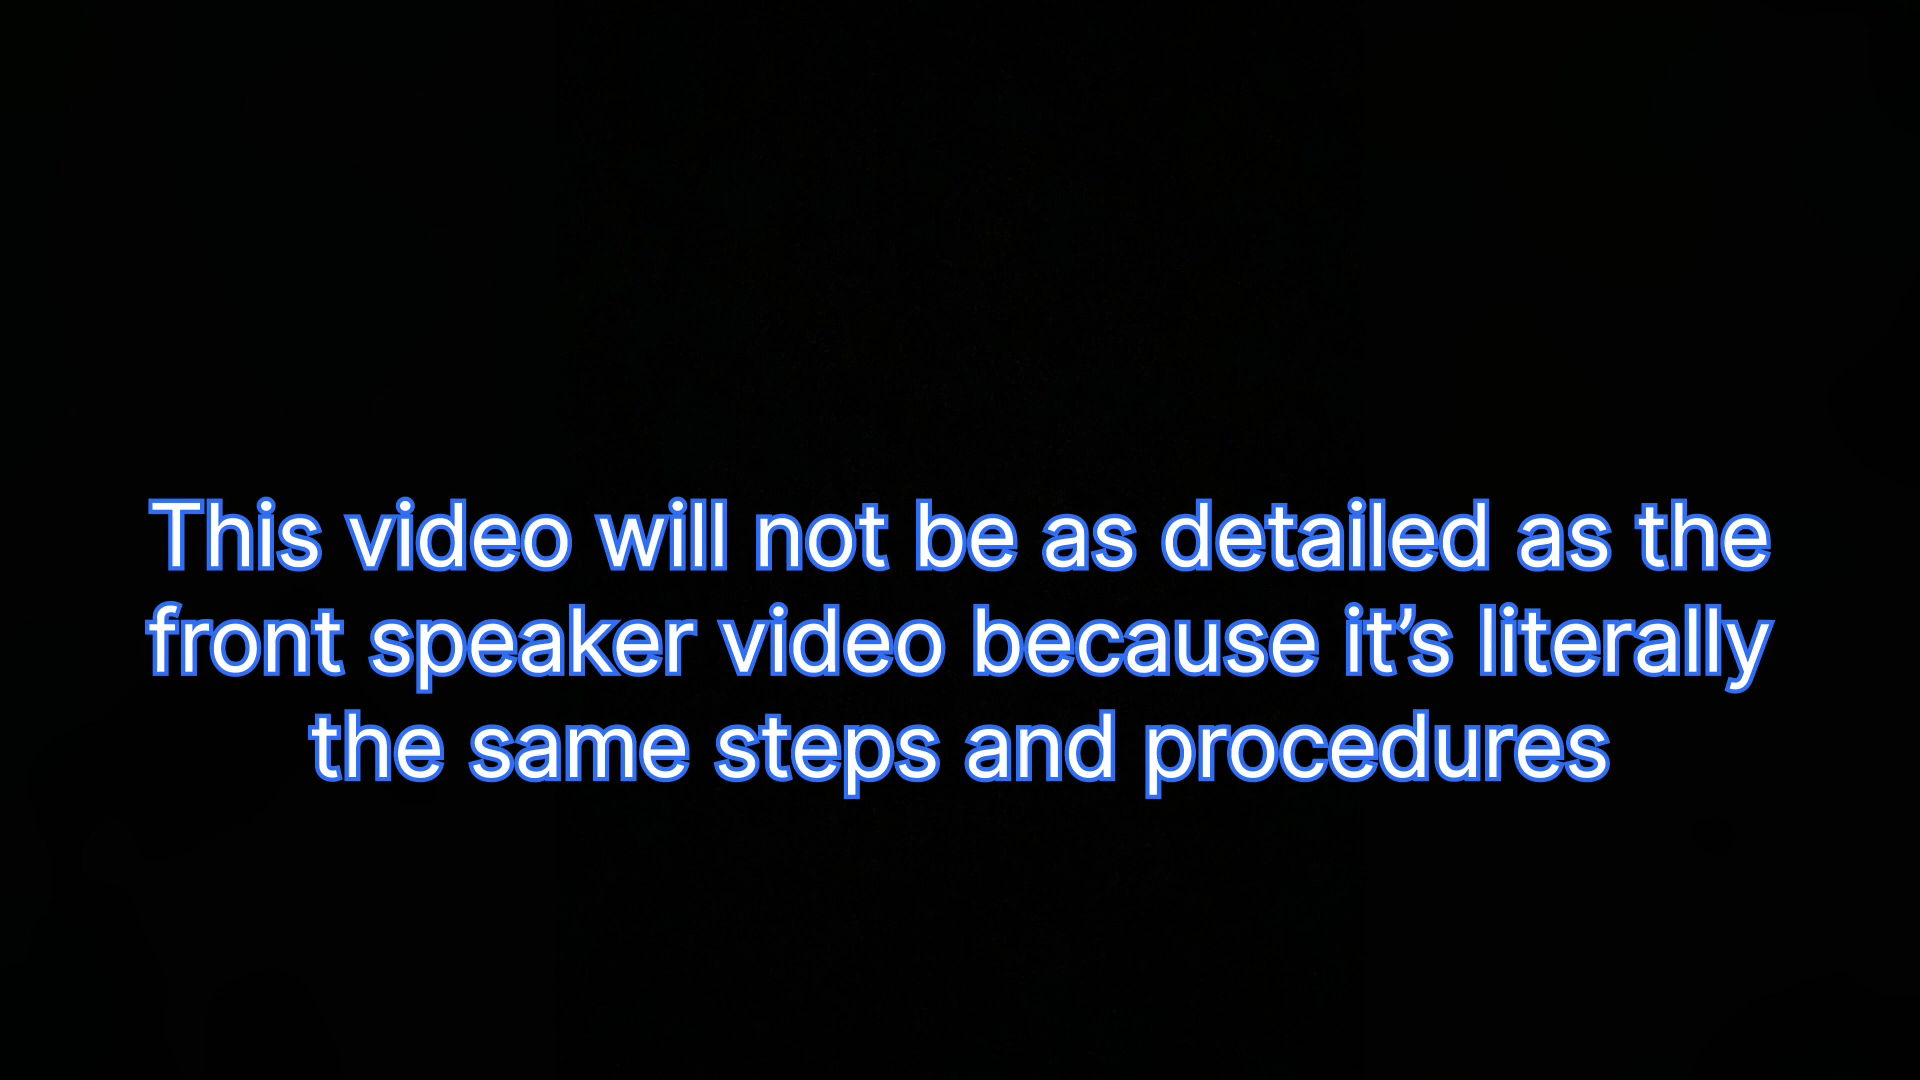 This video will not be as detailed as the
front speaker video because it’s literally
the same steps and procedures